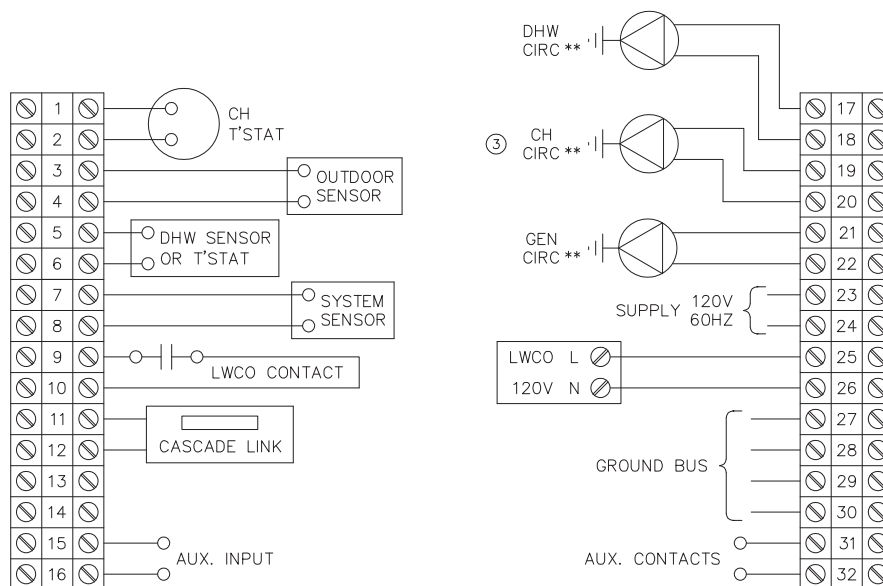 1
2
3
4
5
6
7
8
9
10
11
12
13
14
15
16
CH
T'STAT
OUTDOOR
SENSOR
DHW SENSOR
OR T'STAT
SYSTEM
SENSOR
LWCO CONTACT
CASCADE LINK
AUX. INPUT
DHW
CIRC **
3 CH
CIRC **
GEN
CIRC **
SUPPLY 120V
60HZ
LWCO L
120V N
GROUND BUS
AUX. CONTACTS
17
18
19
20
21
22
23
24
25
26
27
28
29
30
31
32